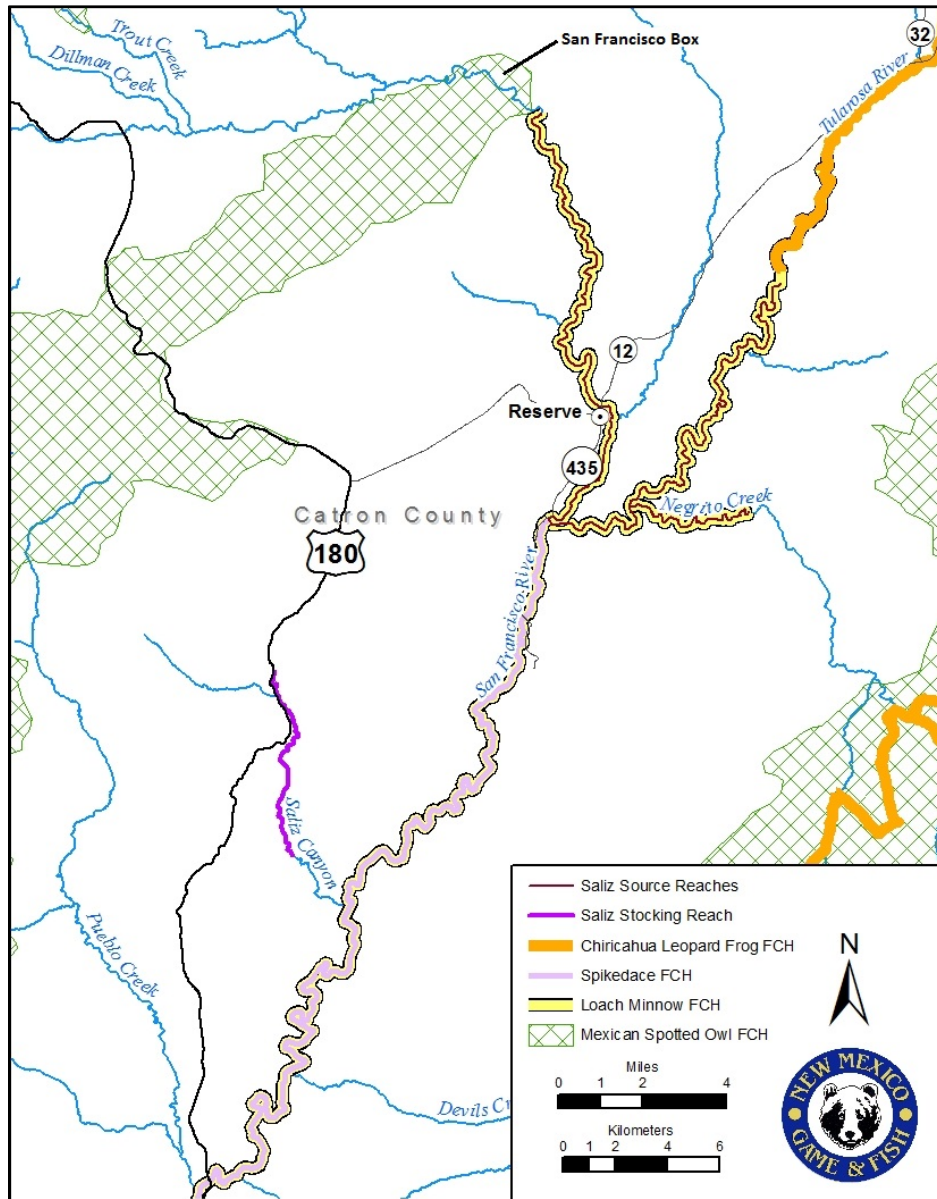 San Francisco Box
32
Trout Creek
Dillman Creek
Tularosa River
12
Reserve
435
Negrito Creek
Catron County
180
San Francisco River
Saliz Canyon
Pueblo Creek
Devils Cr
Saliz Source Reaches
Saliz Stocking Reach
Chiricahua Leopard Frog FCH
Spikedace FCH
Loach Minnow FCH
Mexican Spotted Owl FCH
N
Miles
0 1 2 4
Kilometers
0 1 2 4 6
NEW MEXICO
GAME & FISH